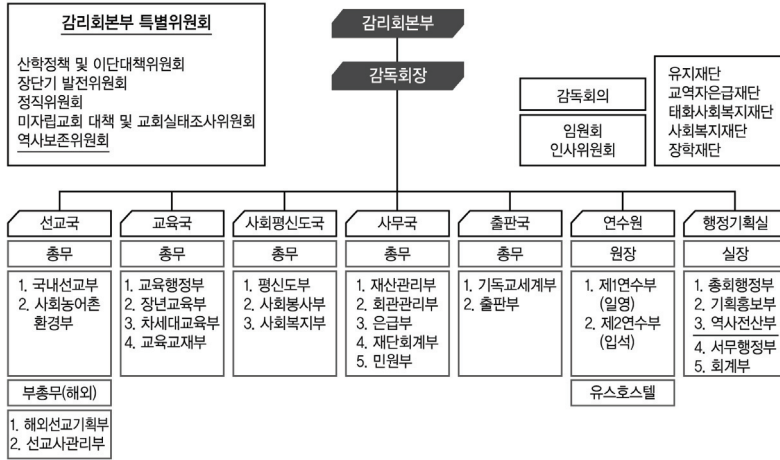 감리회본부 특별위원회
산학정책 및 이단대책위원회
장단기 발전위원회
정직위원회
미자립교회 대책 및 교회실태조사위원회
역사보존위원회
감리회본부
감독회장
감독회의
임원회
인사위원회
유지재단
교역자은급재단
태화사회복지재단
사회복지재단
장학재단
선교국
총무
1. 국내선교부
2. 사회농어촌
환경부
부총무(해외)
1. 해외선교기획부
2. 선교사관리부
교육국
총무
1. 교육행정부
2. 장년교육부
3. 차세대교육부
4. 교육교재부
사회평신도국
총무
1. 평신도부
2. 사회봉사부
3. 사회복지부
사무국
총무
1. 재산관리부
2. 회관관리부
3. 은급부
4. 재단회계부
5. 민원부
출판국
총무
1. 기독교세계부
2. 출판부
연수원
원장
1. 제1연수부
(일영)
2. 제2연수부
(입석)
유스호스텔
행정기획실
실장
1. 총회행정부
2. 기획홍보부
3. 역사전산부
4. 서무행정부
5. 회계부